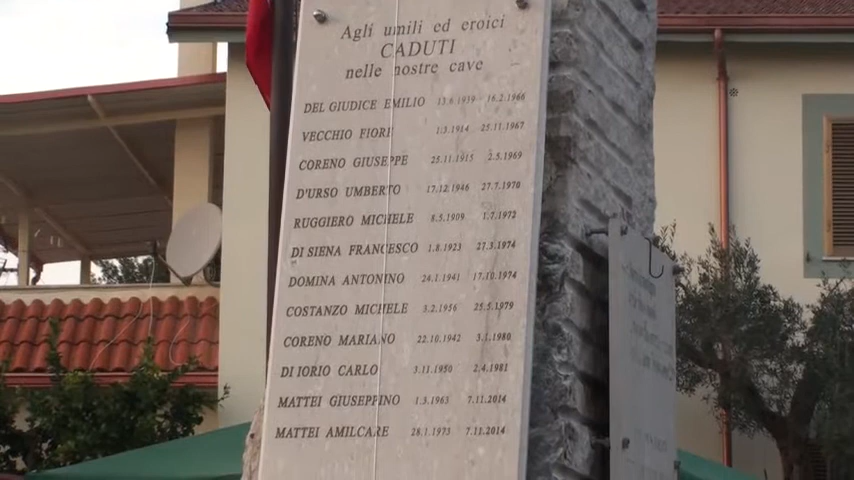 Agli umili ed eroici
CADUTI
nelle nostre cave
DEL GIUDICE EMILIO 13.6.1939 16.2.1966
VECCHIO FIORE 1.3.1914 25.11.1967
CORENO GIUSEPPE 25.11.1915 2.5.1969
D'URSO UMBERTO 17.12.1946 27.7.1970
RUGGIERO MICHELE 8.5.1909 1.7.1972
DI SIENA FRANCESCO 1.8.1923 27.3.1974
DOMINA ANTONINO 24.1.1941 17.10.1974
COSTANZO MICHELE 3.2.1956 25.5.1979
CORENO MARIANO 22.10.1942 3.1.1980
DI IORIO CARLO 3.11.1950 2.4.1981
MATTEI GIUSEPPINO 1.5.1963 7.11.2014
MATTEI AMILCARE 28.1.1975 7.11.2014